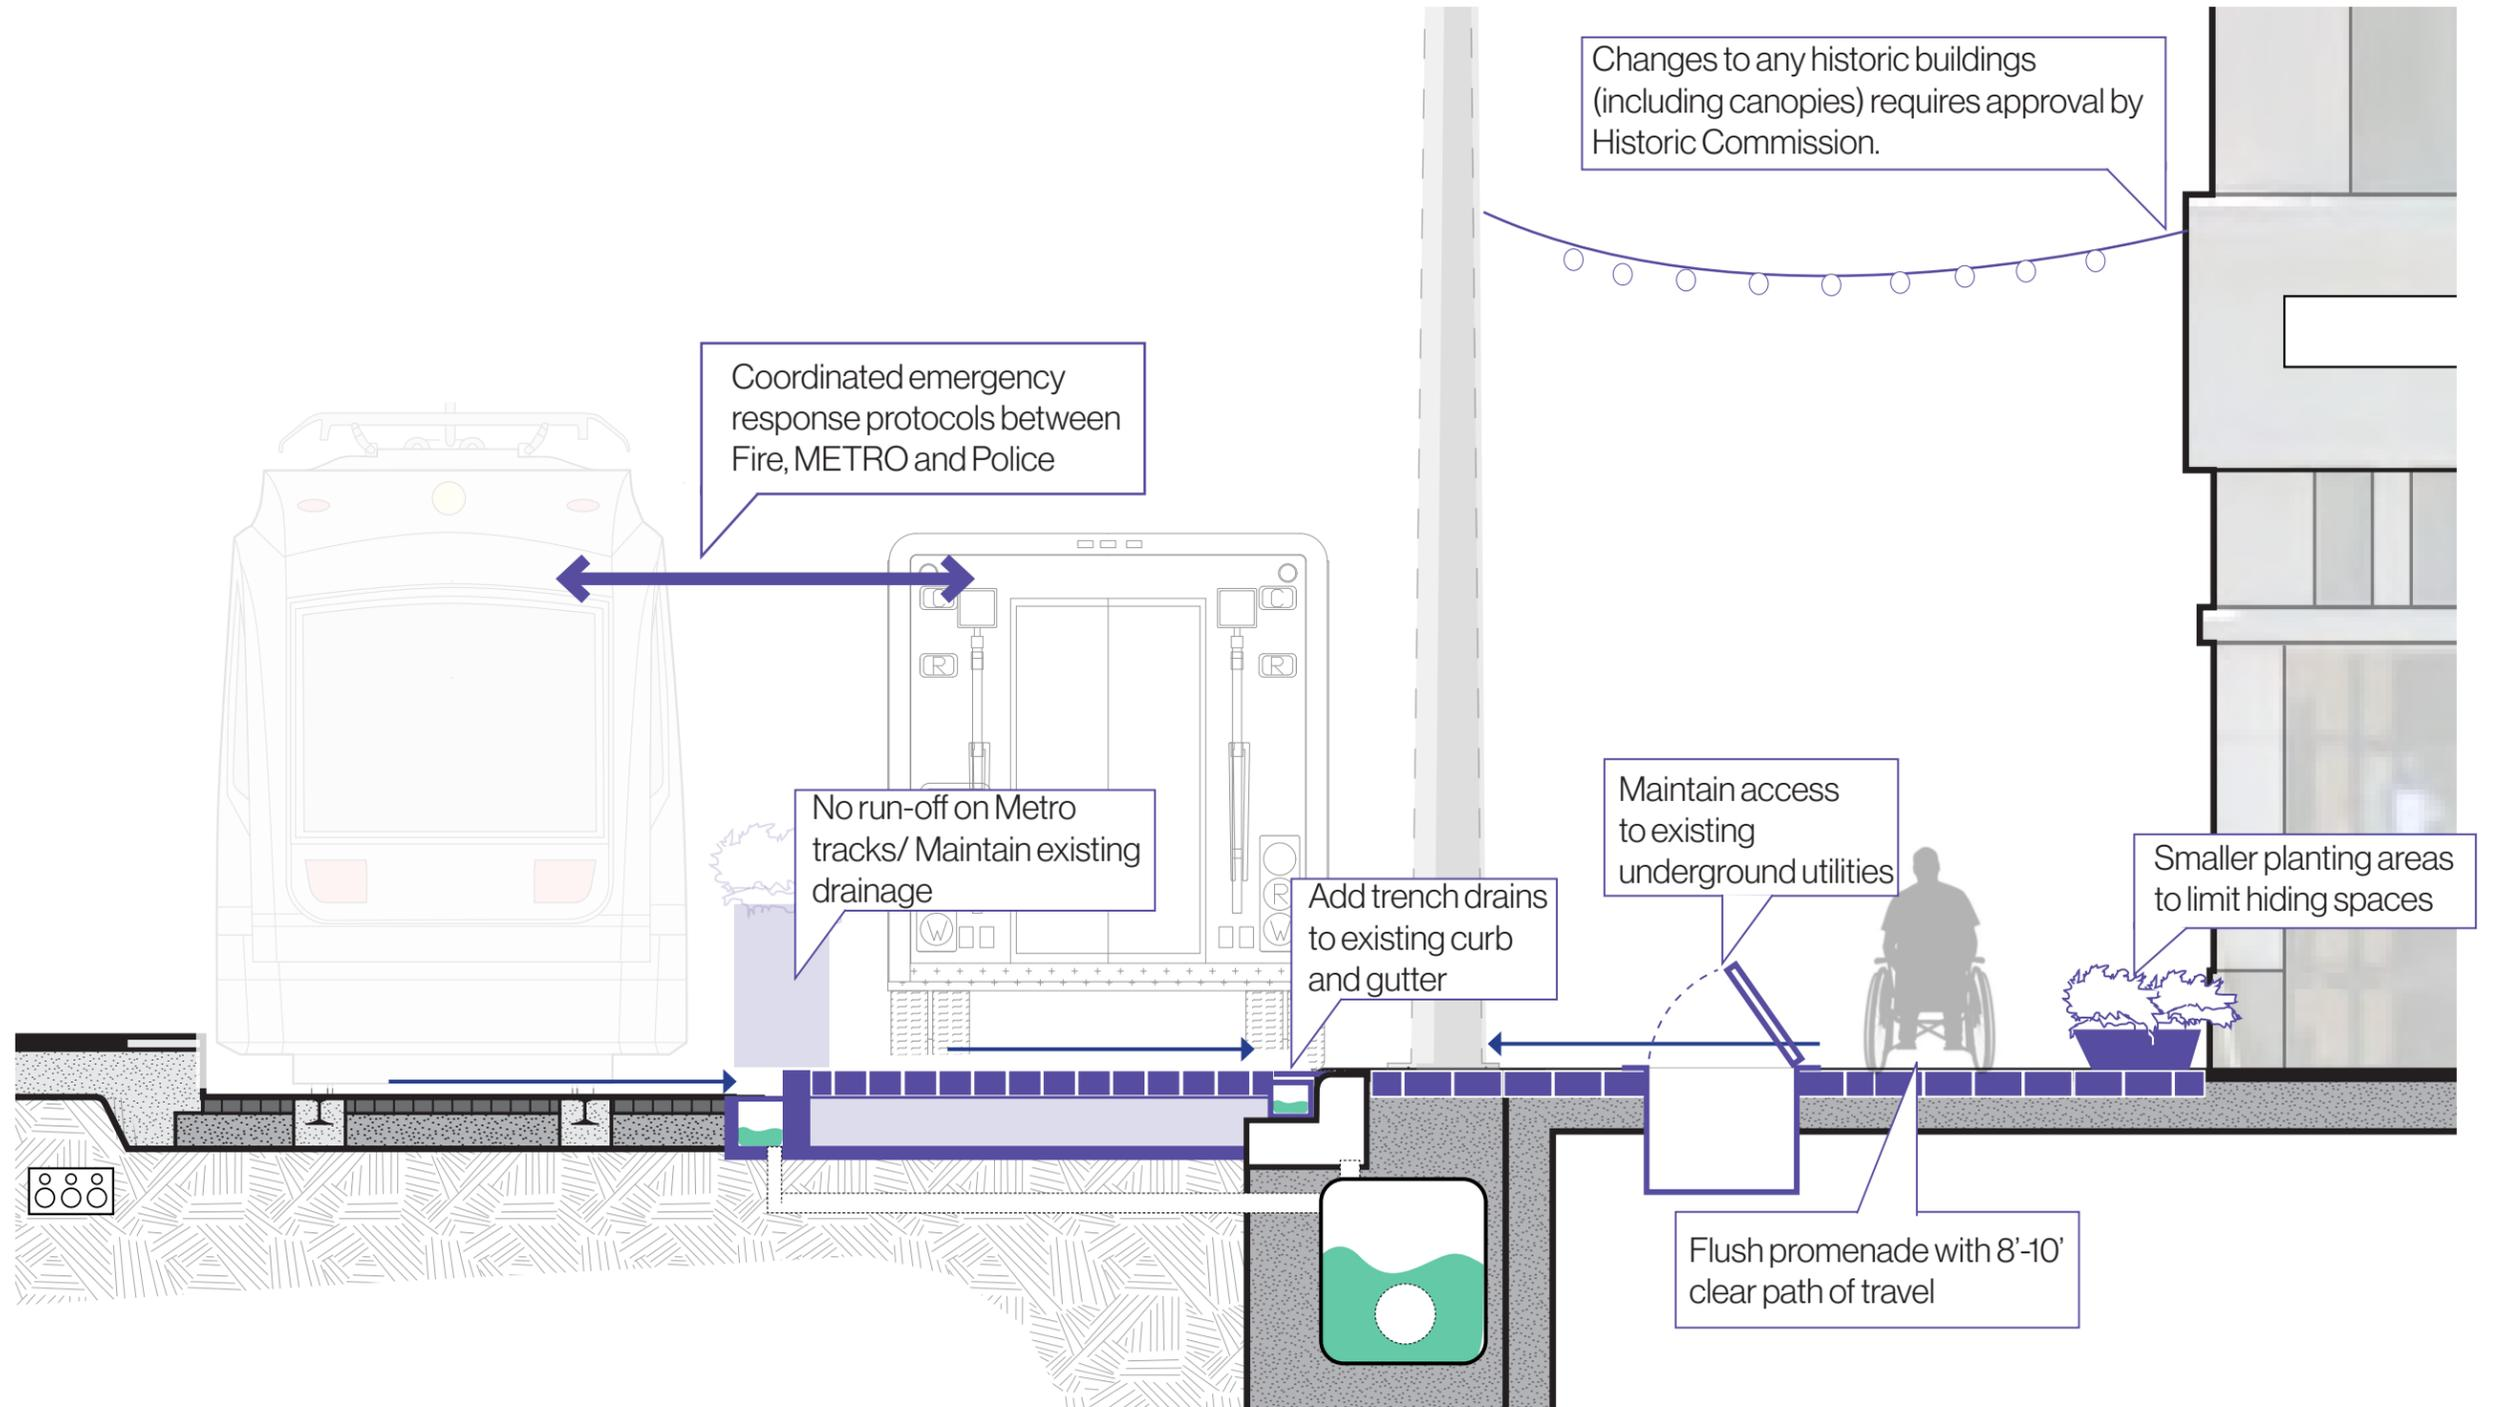 Changes to any historic buildings
(including canopies) requires approval by
Historic Commission.
Coordinated emergency
response protocols between
Fire, METRO and Police
C
C
R
R
No run-off on Metro
tracks/ Maintain existing
drainage
Maintain access
to existing
underground utilities
Smaller planting areas
to limit hiding spaces
Add trench drains
to existing curb
and gutter
R
W
W
Flush promenade with 8’-10’
clear path of travel